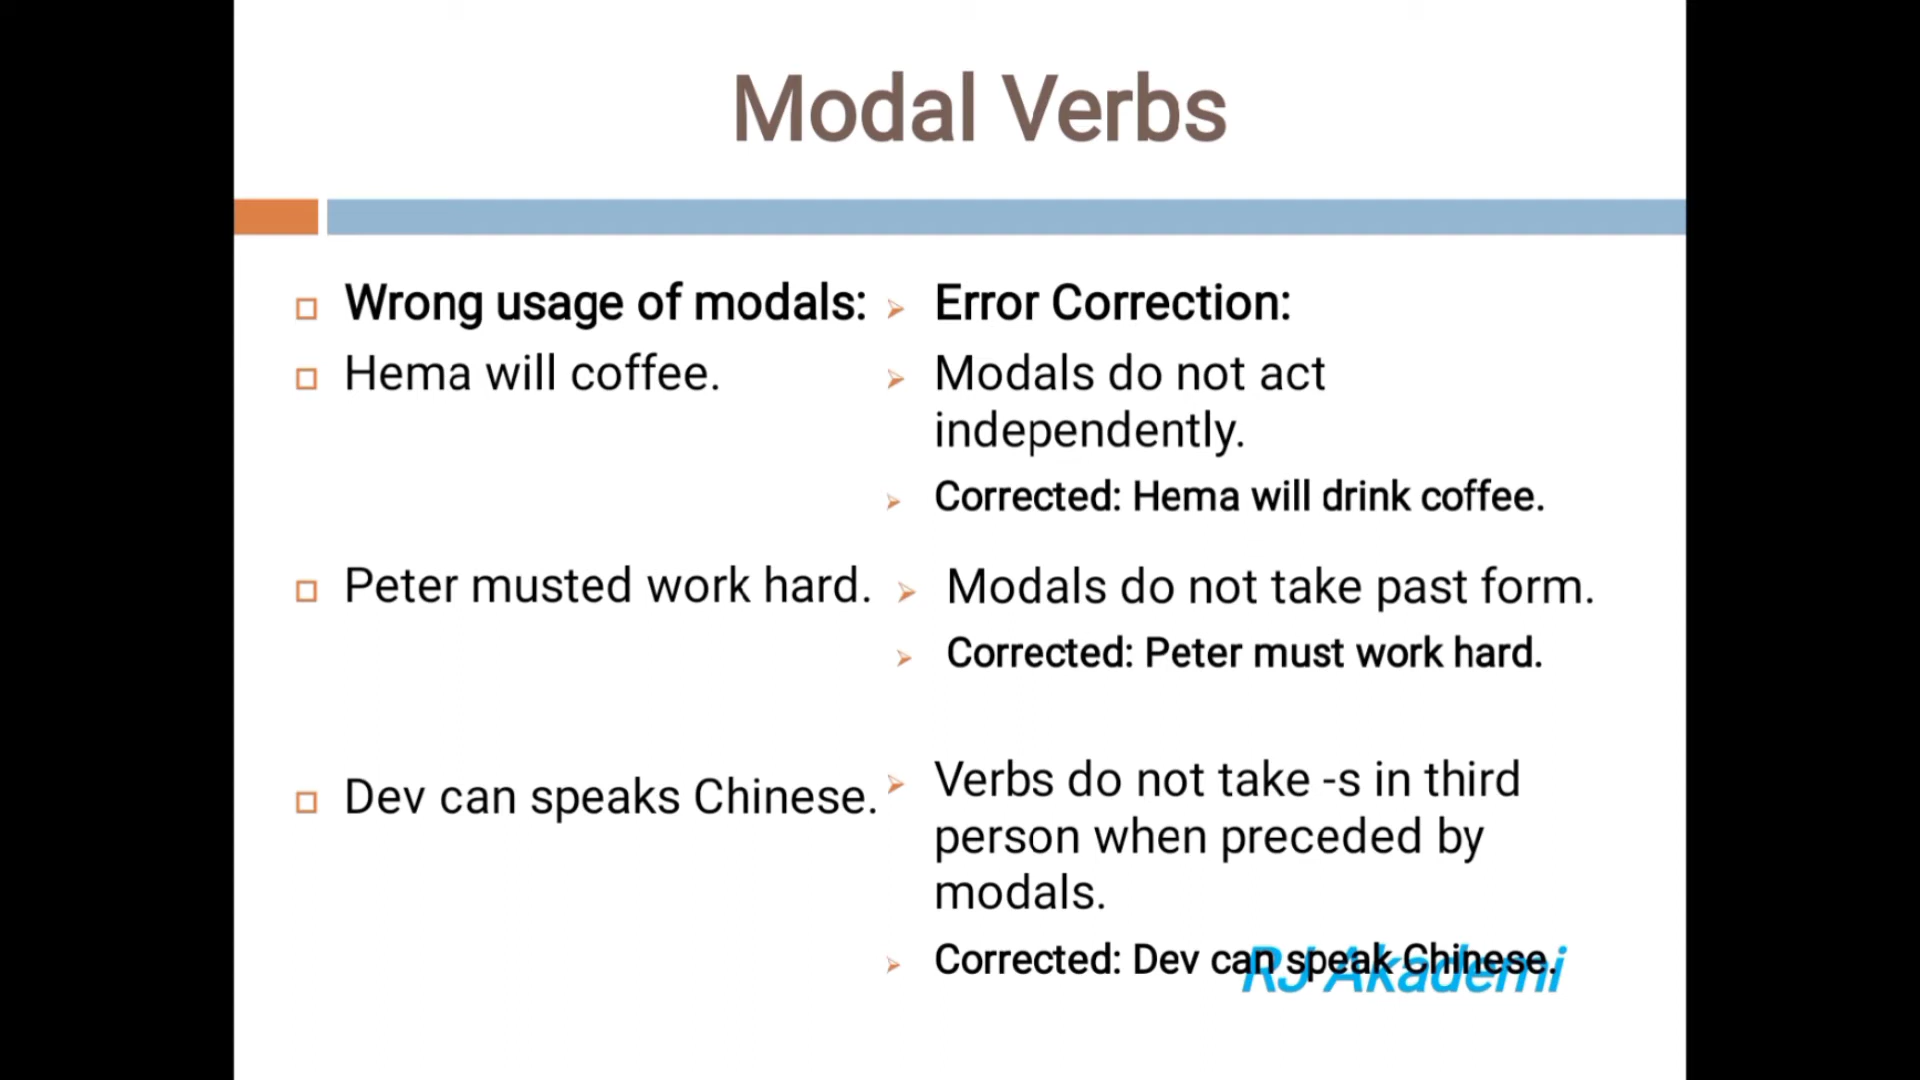 Modal Verbs
Wrong usage of modals:
Hema will coffee.
Peter musted work hard.
Dev can speaks Chinese.
Error Correction:
Modals do not act
independently.
Corrected: Hema will drink coffee.
Modals do not take past form.
Corrected: Peter must work hard.
Verbs do not take -s in third
person when preceded by
modals.
Corrected: Dev can speak Chinese.
RJ Akademi